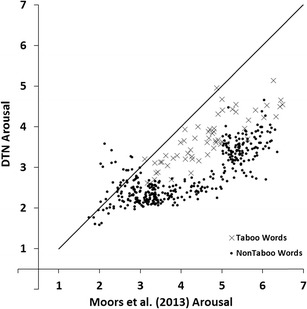 7
6
5
4
3
2
1
DTN Arousal
× Taboo Words
• NonTaboo Words
1 2 3 4 5 6 7
Moors et al. (2013) Arousal